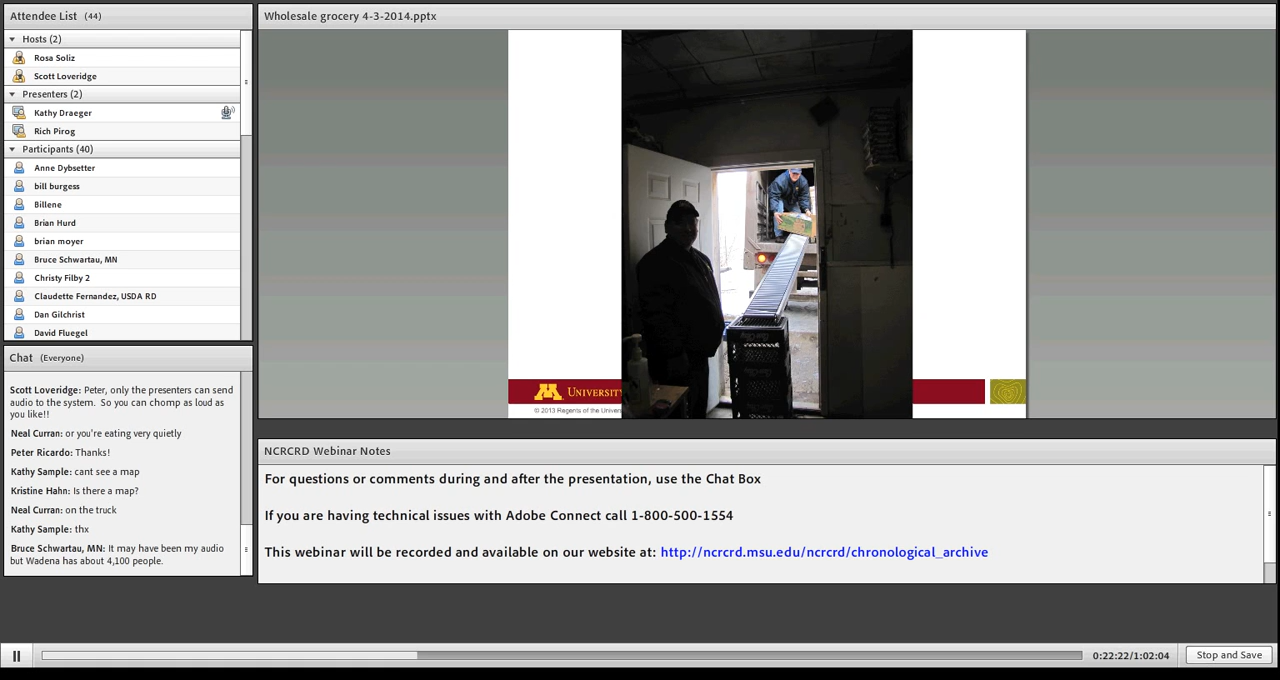 Attendee List (44)
Hosts (2)
Rosa Soliz
Scott Loveridge
Presenters (2)
Kathy Draeger
Rich Pirog
Participants (40)
Anne Dybsetter
bill burgess
Billene
Brian Hurd
brian moyer
Bruce Schwartau, MN
Christy Filby 2
Claudette Fernandez, USDA RD
Dan Gilchrist
David Fluegel
Chat (Everyone)
Scott Loveridge: Peter, only the presenters can send
audio to the system. So you can chomp as loud as
you like!!
Neal Curran: or you're eating very quietly
Peter Ricardo: Thanks!
Kathy Sample: cant see a map
Kristine Hahn: Is there a map?
Neal Curran: on the truck
Kathy Sample: thx
Bruce Schwartau, MN: It may have been my audio
but Wadena has about 4,100 people.
Wholesale grocery 4-3-2014.pptx
M UNIVERSITY
© 2013 Regents of the Univer
NCRCRD Webinar Notes
For questions or comments during and after the presentation, use the Chat Box
If you are having technical issues with Adobe Connect call 1-800-500-1554
This webinar will be recorded and available on our website at: http://ncrcrd.msu.edu/ncrcrd/chronological_archive
0:22:22/1:02:04
Stop and Save